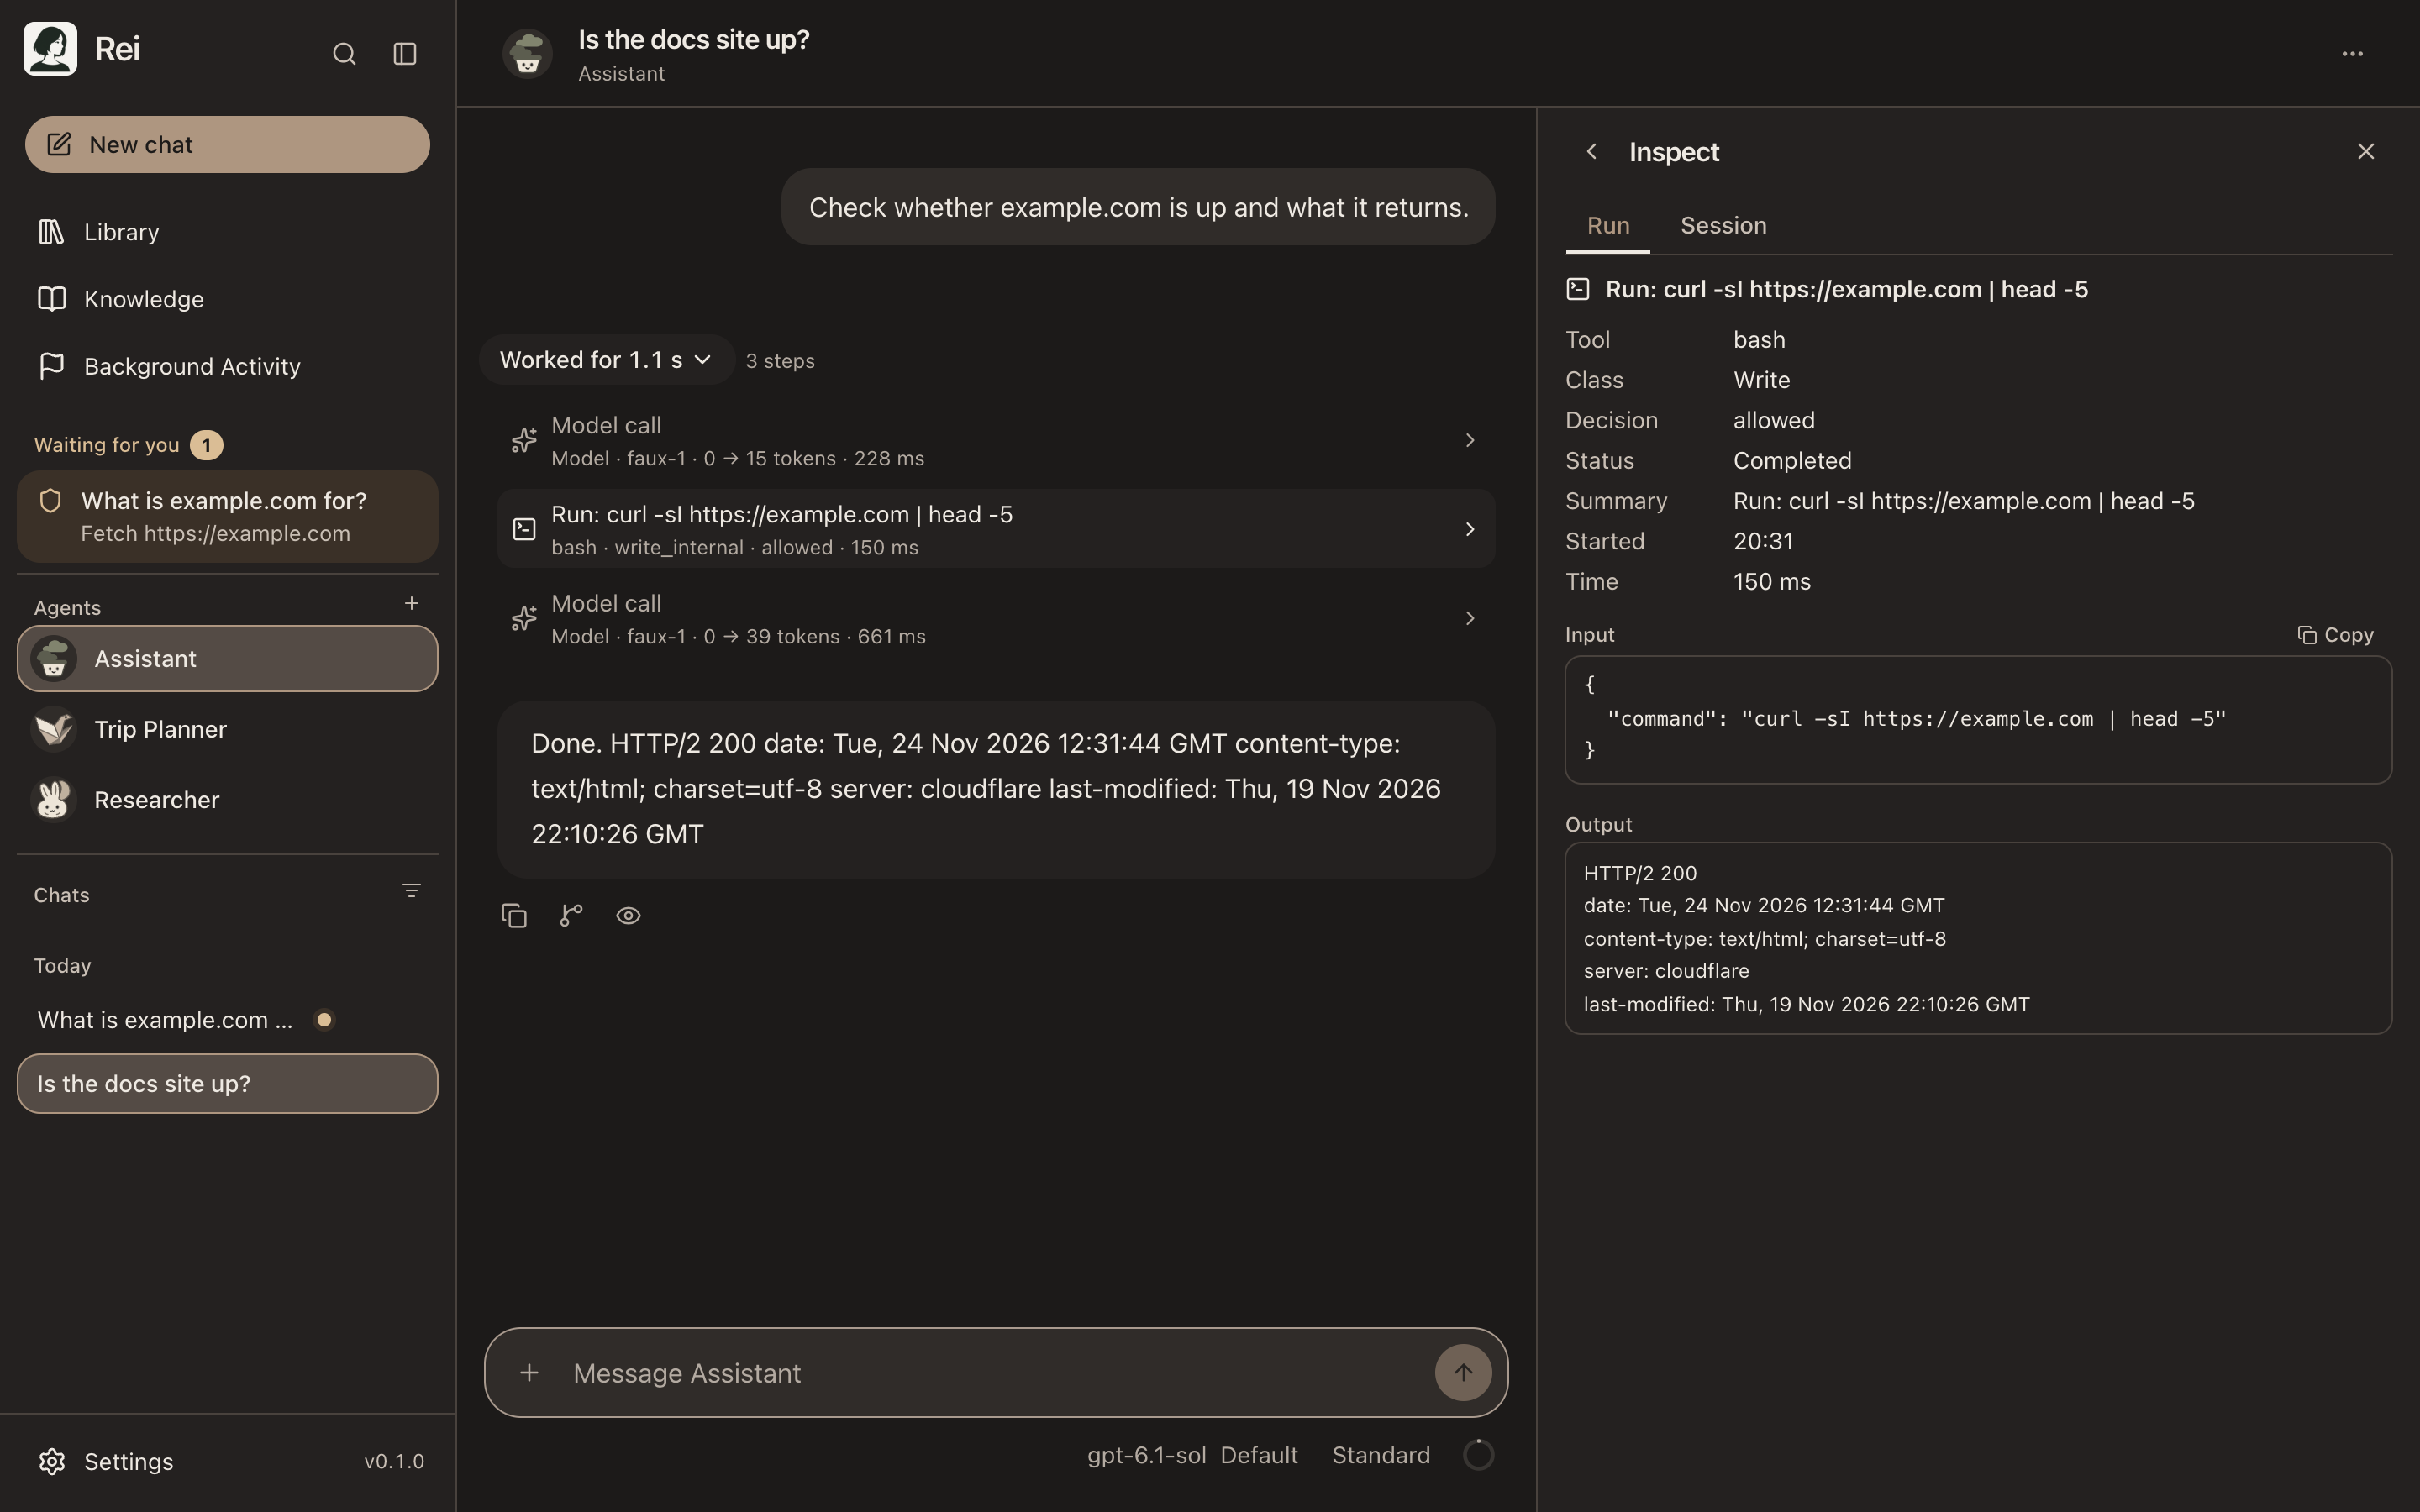 Rei
New chat
Library
Knowledge
Background Activity
Waiting for you 1
What is example.com for?
Fetch https://example.com
Agents
Assistant
Trip Planner
Researcher
Chats
Today
What is example.com ...
Is the docs site up?
Settings v0.1.0
Is the docs site up?
Assistant
Check whether example.com is up and what it returns.
Worked for 1.1 s 3 steps
Model call
Model · faux-1 · 0 → 15 tokens · 228 ms
Run: curl -sI https://example.com | head -5
bash · write_internal · allowed · 150 ms
Model call
Model · faux-1 · 0 → 39 tokens · 661 ms
Done. HTTP/2 200 date: Tue, 24 Nov 2026 12:31:44 GMT content-type:
text/html; charset=utf-8 server: cloudflare last-modified: Thu, 19 Nov 2026
22:10:26 GMT
Message Assistant
gpt-6.1-sol Default Standard
Inspect
Run Session
Run: curl -sI https://example.com | head -5
Tool bash
Class Write
Decision allowed
Status Completed
Summary Run: curl -sI https://example.com | head -5
Started 20:31
Time 150 ms
Input Copy
{
"command": "curl -sI https://example.com | head -5"
}
Output
HTTP/2 200
date: Tue, 24 Nov 2026 12:31:44 GMT
content-type: text/html; charset=utf-8
server: cloudflare
last-modified: Thu, 19 Nov 2026 22:10:26 GMT